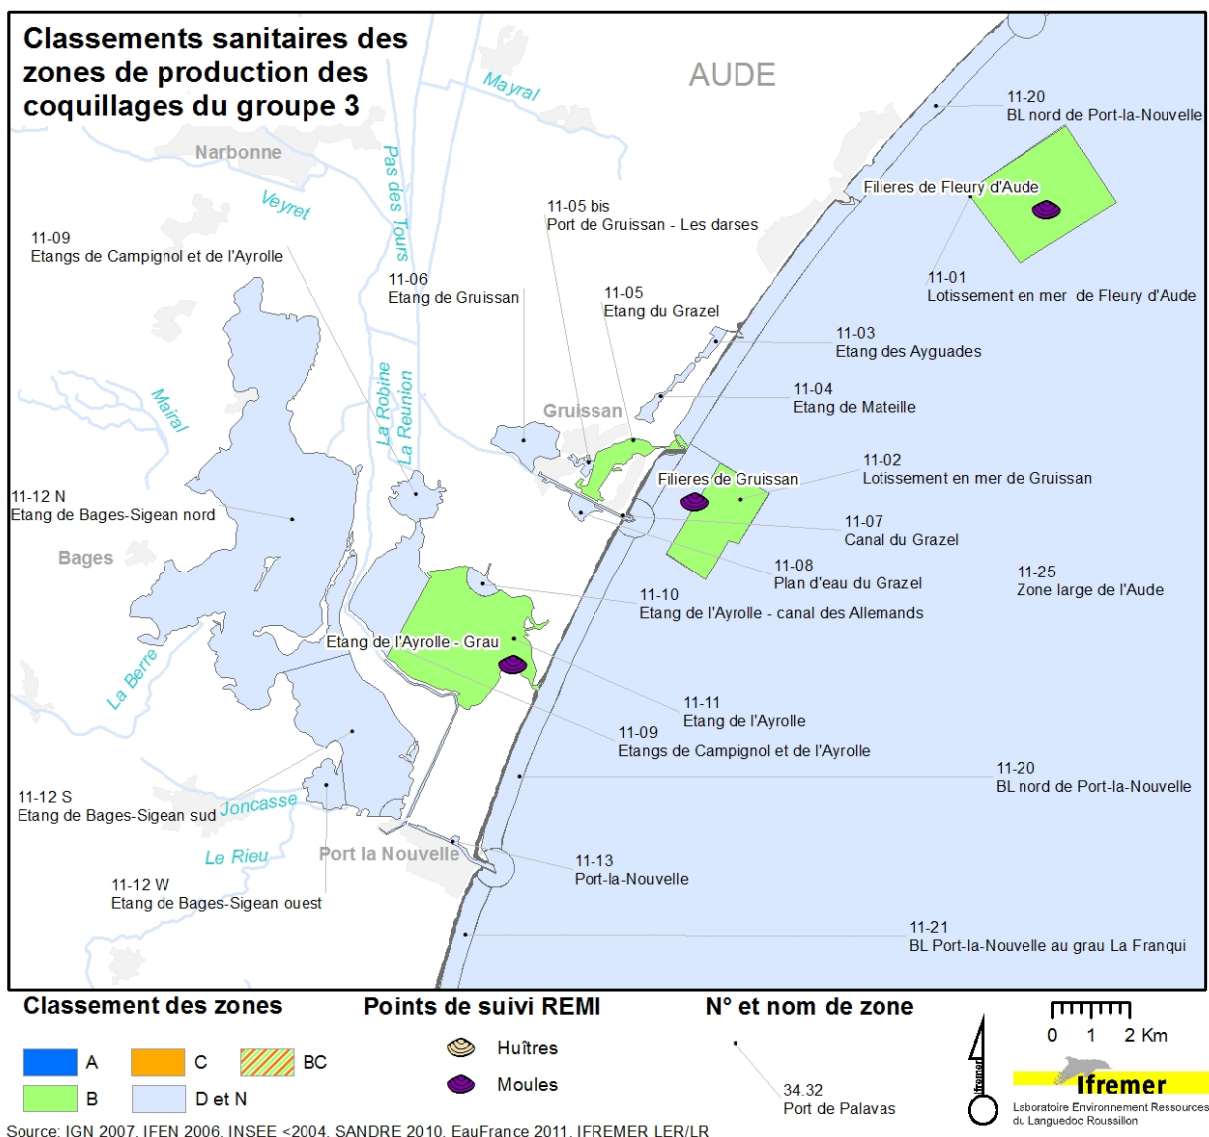 Classements sanitaires des
zones de production des
coquillages du groupe 3
AUDE
Mayral
11-20
BL nord de Port-la-Nouvelle
Narbonne
Pas des Tours
Filieres de Fleury d'Aude
Veyret
11-05 bis
Port de Gruissan - Les darses
11-09
Etangs de Campignol et de l'Ayrolle
11-06
Etang de Gruissan
11-05
Etang du Grazel
11-01
Lotissement en mer de Fleury d'Aude
11-03
Etang des Ayguades
11-04
Etang de Mateille
Mairal
La Robine
La Reunion
Gruissan
11-02
Lotissement en mer de Gruissan
Filieres de Gruissan
11-12 N
Etang de Bages-Sigean nord
11-07
Canal du Grazel
Bages
11-08
Plan d'eau du Grazel
11-25
Zone large de l'Aude
11-10
Etang de l'Ayrolle - canal des Allemands
Etang de l'Ayrolle - Grau
La Berre
11-11
Etang de l'Ayrolle
11-09
Etangs de Campignol et de l'Ayrolle
11-20
BL nord de Port-la-Nouvelle
11-12 S
Etang de Bages-Sigean sud
Joncasse
Le Rieu
Port la Nouvelle
11-13
Port-la-Nouvelle
11-12 W
Etang de Bages-Sigean ouest
11-21
BL Port-la-Nouvelle au grau La Franqui
Classement des zones
Points de suivi REMI
N° et nom de zone
A
C
BC
B
D et N
Huîtres
Moules
34.32
Port de Palavas
Ifremer
0 1 2 Km
Ifremer
Laboratoire Environnement Ressources
du Languedoc Roussillon
Source: IGN 2007, IFEN 2006, INSEE <2004, SANDRE 2010, EauFrance 2011, IFREMER LER/LR